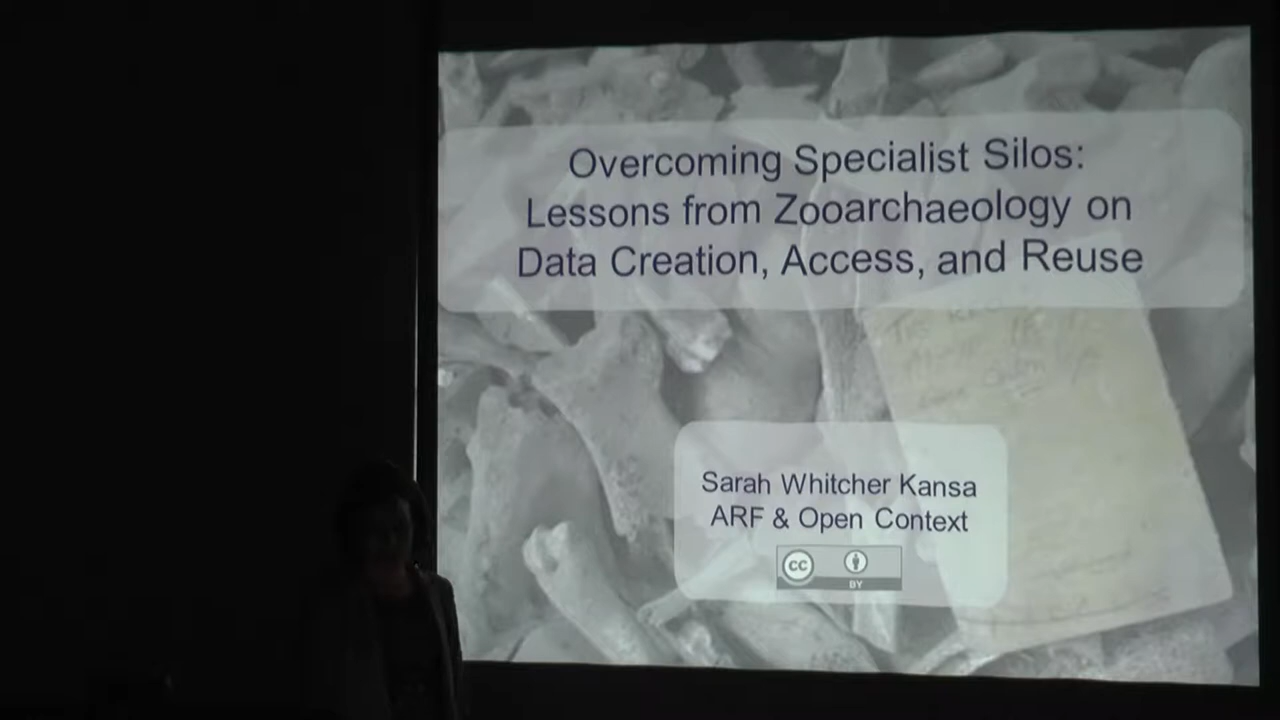 Overcoming Specialist Silos:
Lessons from Zooarchaeology on
Data Creation, Access, and Reuse
Sarah Whitcher Kansa
ARF & Open Context
cc
BY